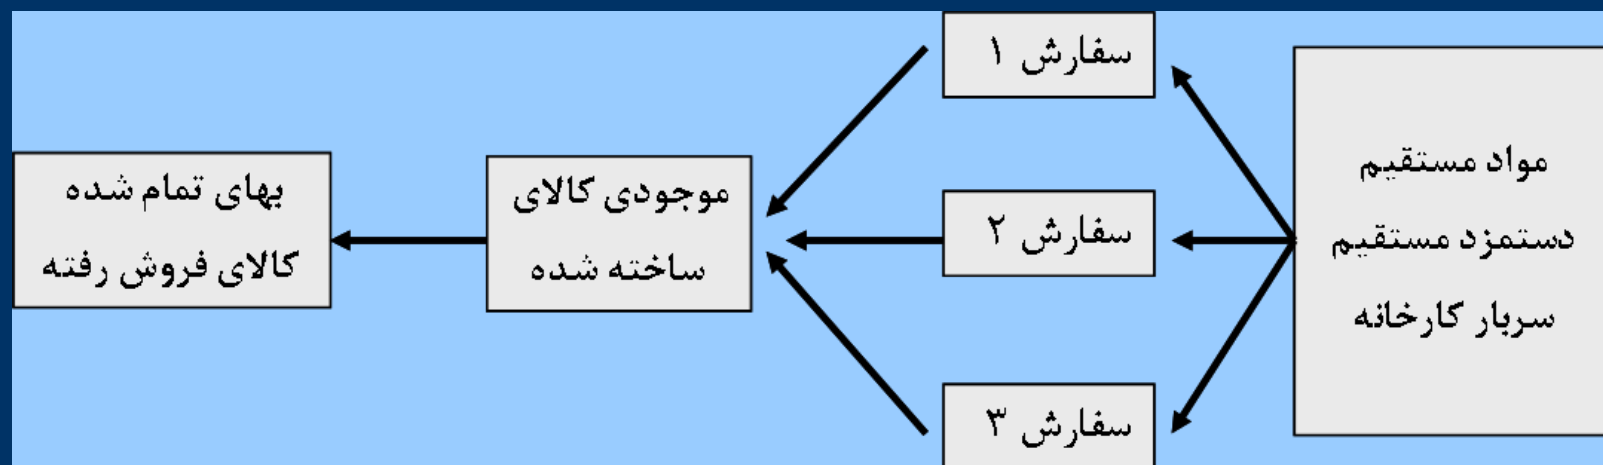 مواد مستقیم
دستمزد مستقیم
سربار کارخانه
سفارش ۱
سفارش ۲
سفارش ۳
موجودی کالای
ساخته شده
بهای تمام شده
کالای فروش رفته